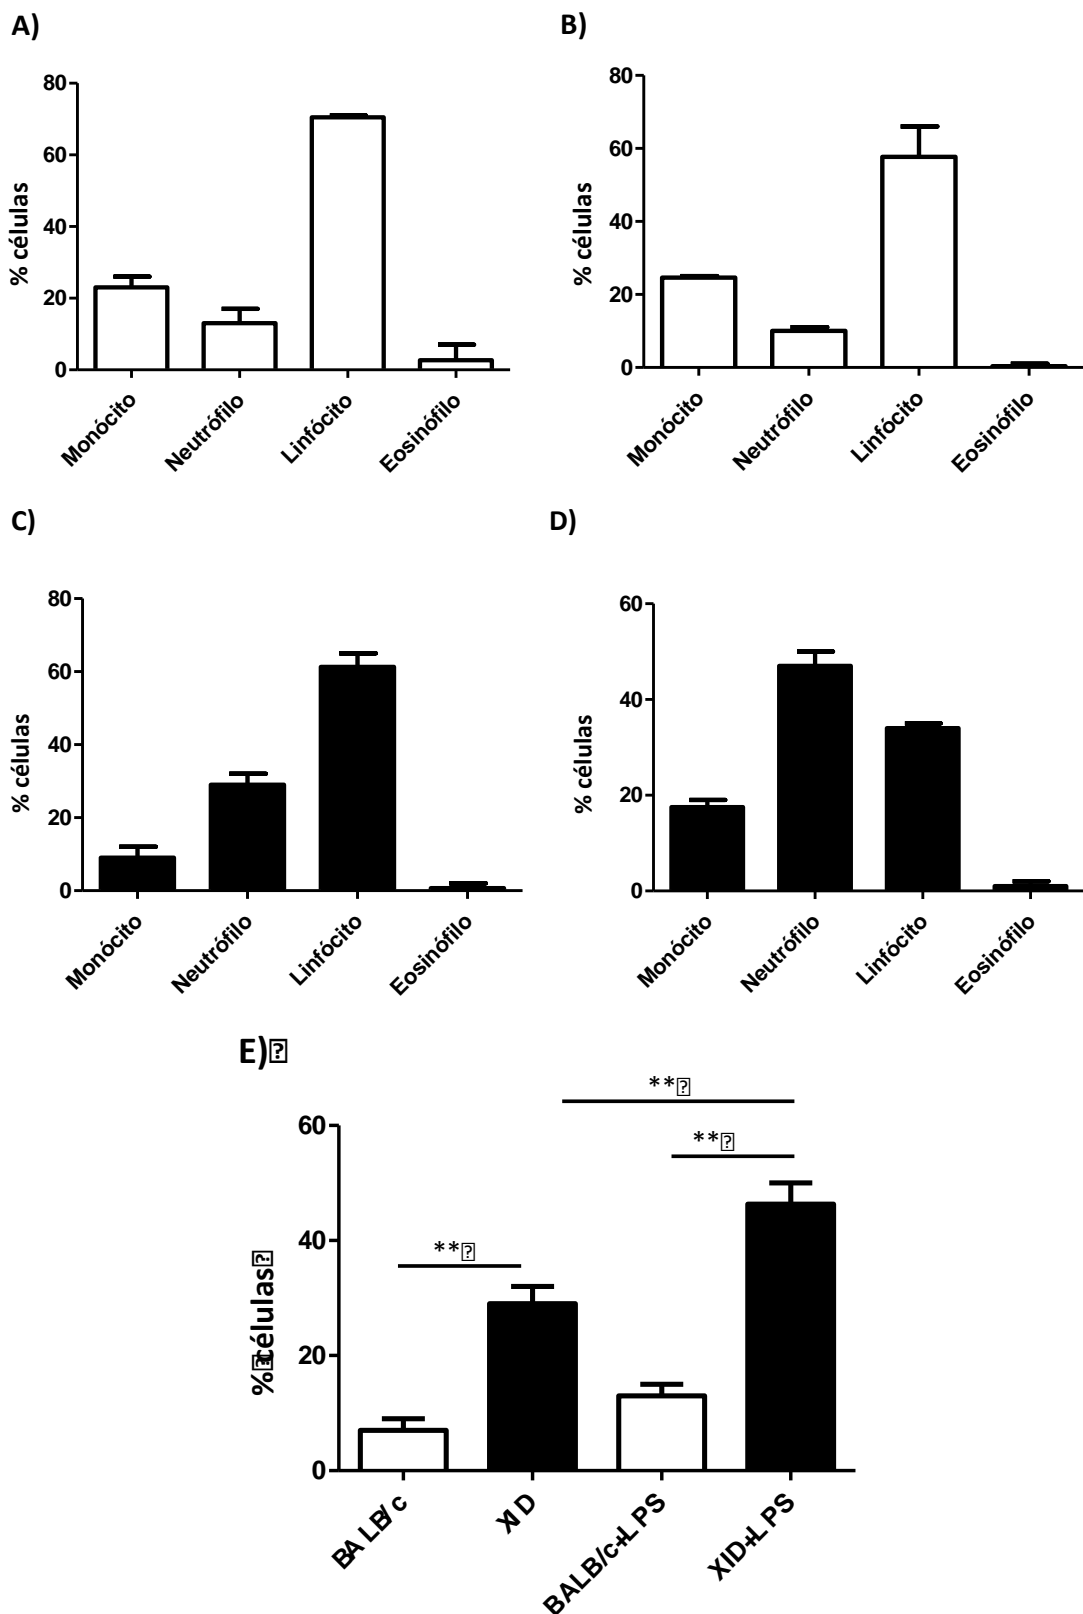 A)
B)
80
60
40
20
0
% células
Monócito
Neutrófilo
Linfócito
Eosinófilo
80
60
40
20
0
% células
Monócito
Neutrófilo
Linfócito
Eosinófilo
C)
D)
80
60
40
20
0
% células
Monócito
Neutrófilo
Linfócito
Eosinófilo
60
40
20
0
% células
Monócito
Neutrófilo
Linfócito
Eosinófilo
E)⍰
**⍰
**⍰
**⍰
60
40
20
0
%⍰células⍰
BALB/c
XID
BALB/c+LPS
XID+LPS